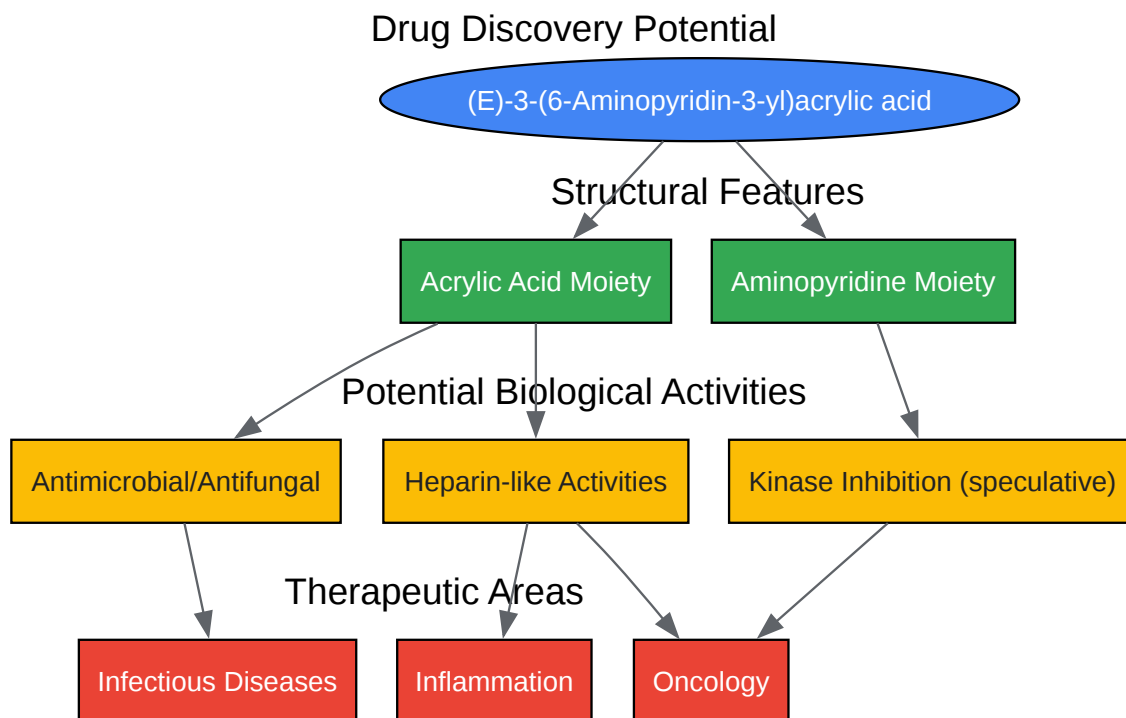 Drug Discovery Potential
(E)-3-(6-Aminopyridin-3-yl)acrylic acid
Structural Features
Acrylic Acid Moiety
Aminopyridine Moiety
Potential Biological Activities
Antimicrobial/Antifungal
Heparin-like Activities
Kinase Inhibition (speculative)
Therapeutic Areas
Infectious Diseases
Inflammation
Oncology